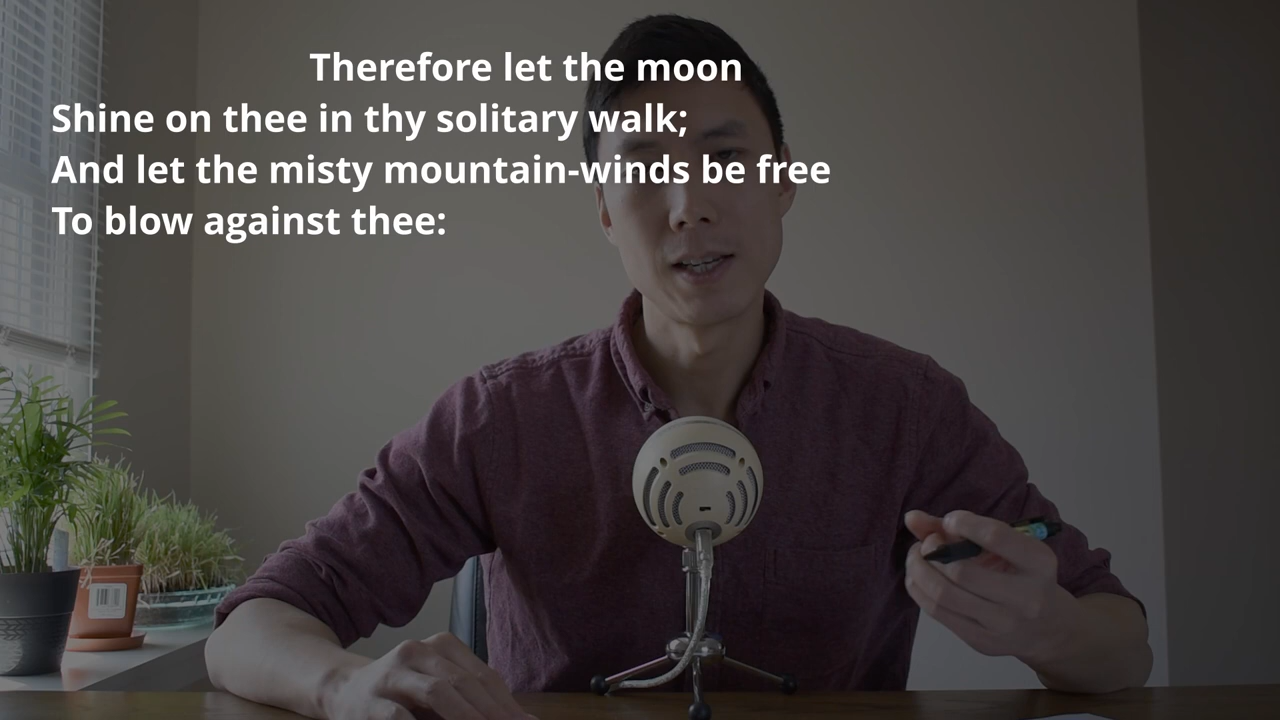 Therefore let the moon
Shine on thee in thy solitary walk;
And let the misty mountain-winds be free
To blow against thee: